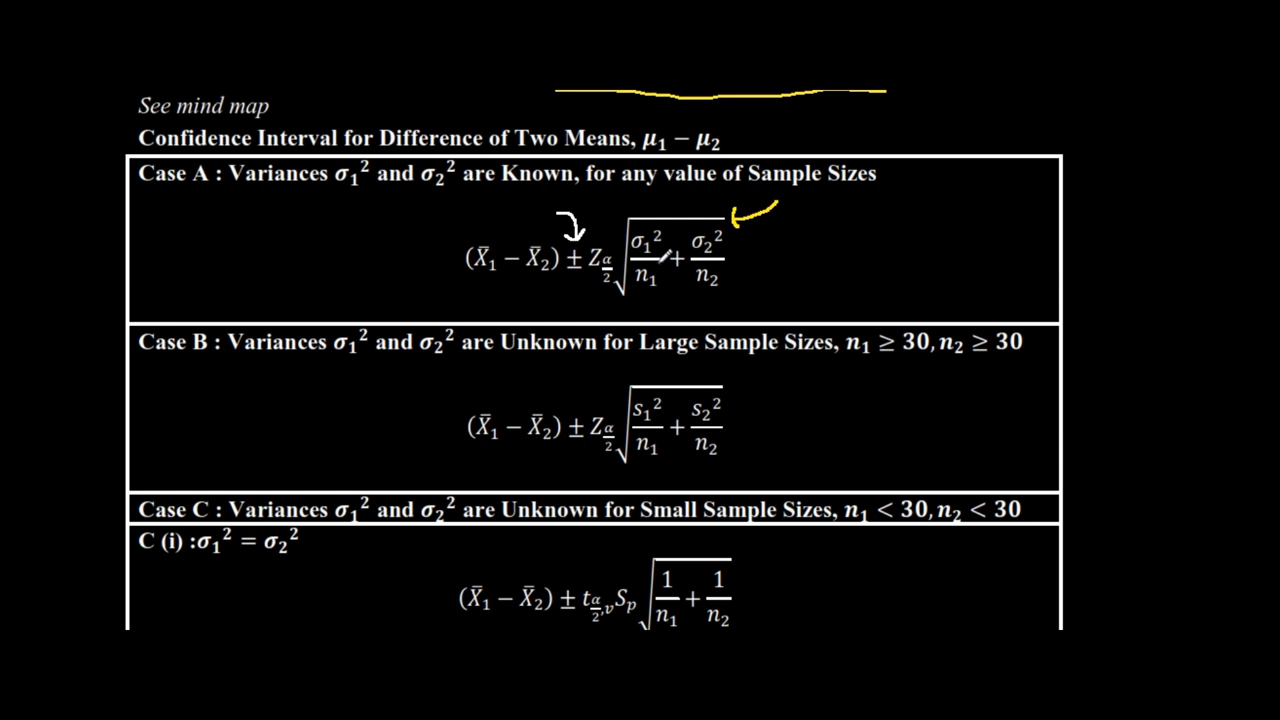 See mind map
Confidence Interval for Difference of Two Means, μ₁ − μ₂
Case A : Variances σ₁² and σ₂² are Known, for any value of Sample Sizes
(X̄₁ − X̄₂) ± Z_{α/2} √(σ₁²/n₁ + σ₂²/n₂)
Case B : Variances σ₁² and σ₂² are Unknown for Large Sample Sizes, n₁ ≥ 30, n₂ ≥ 30
(X̄₁ − X̄₂) ± Z_{α/2} √(s₁²/n₁ + s₂²/n₂)
Case C : Variances σ₁² and σ₂² are Unknown for Small Sample Sizes, n₁ < 30, n₂ < 30
C (i) :σ₁² = σ₂²
(X̄₁ − X̄₂) ± t_{α/2,v} S_p √(1/n₁ + 1/n₂)